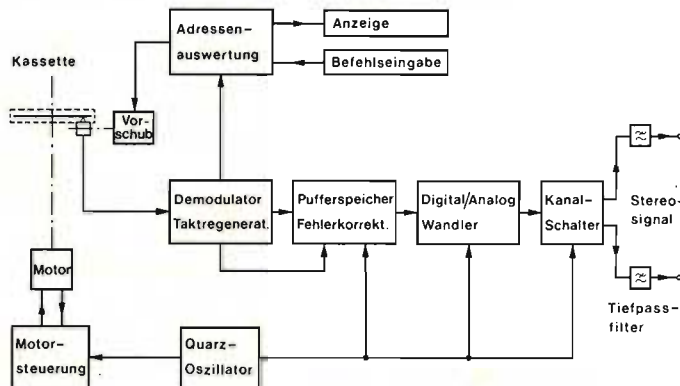 Adressen-
auswertung
Anzeige
Befehlseingabe
Kassette
Vor-
schub
Demodulator
Taktregenerat.
Pufferspeicher
Fehlerkorrekt.
Digital/Analog
Wandler
Kanal-
Schalter
Stereo-
signal
Motor
Tiefpass-
filter
Motor-
steuerung
Quarz-
Oszillator